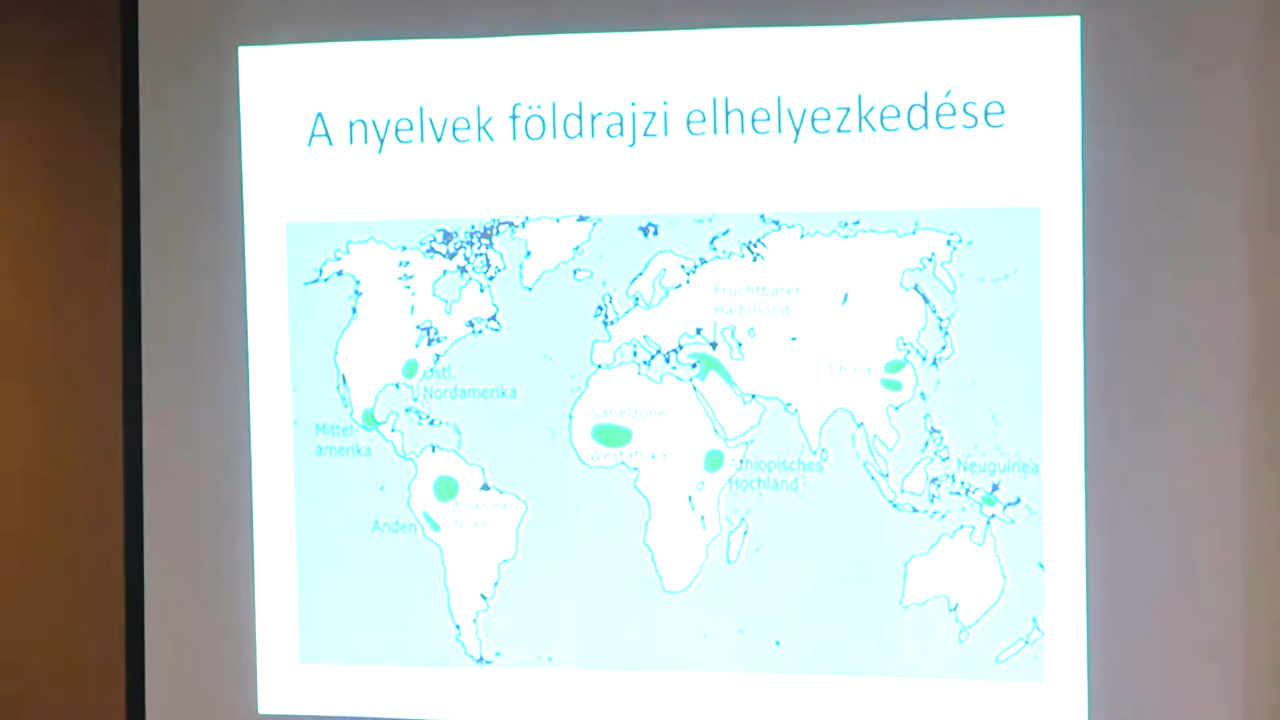 A nyelvek földrajzi elhelyezkedése
Fruchtbarer
Halbmond
Östl.
Nordamerika
China
Mittel-
amerika
Sahelzone
Westafrika
Äthiopisches
Hochland
Neuguinea
Anden